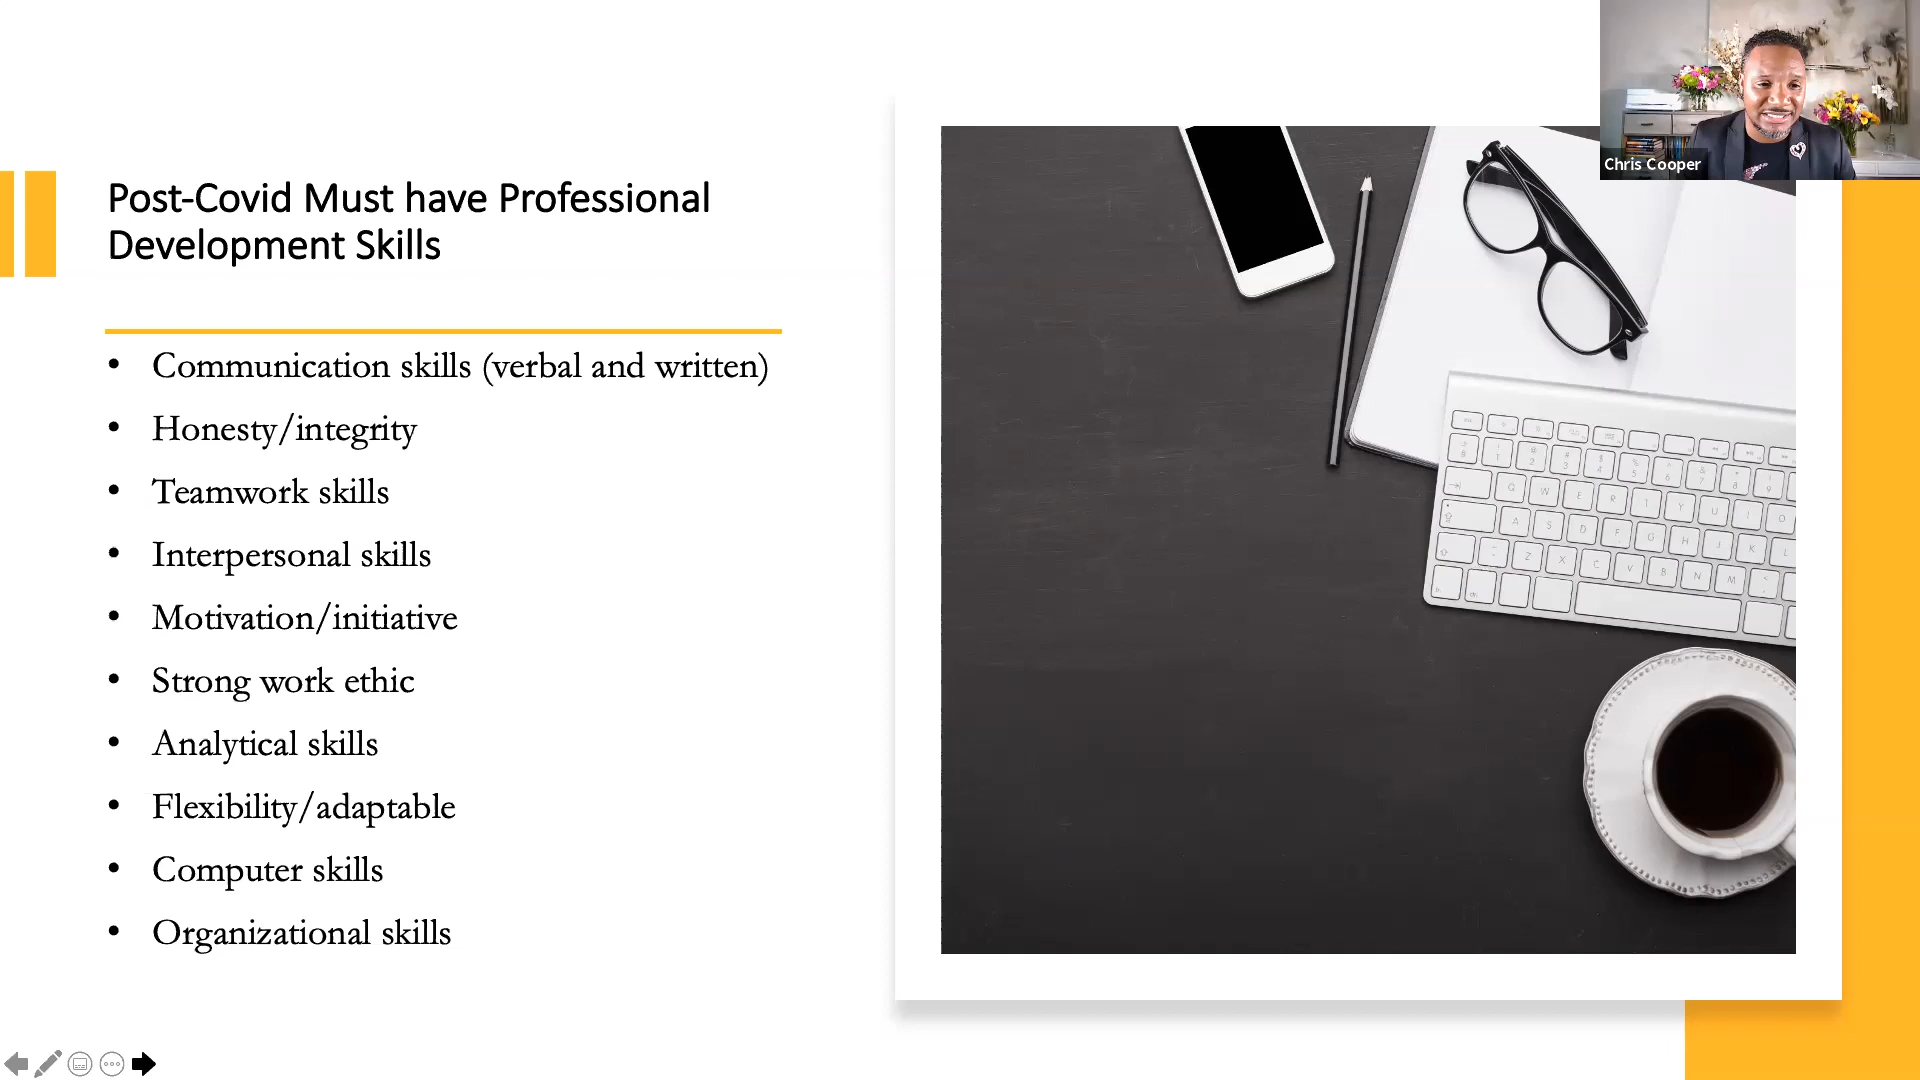 Chris Cooper
Post-Covid Must have Professional
Development Skills
• Communication skills (verbal and written)
• Honesty/integrity
• Teamwork skills
• Interpersonal skills
• Motivation/initiative
• Strong work ethic
• Analytical skills
• Flexibility/adaptable
• Computer skills
• Organizational skills